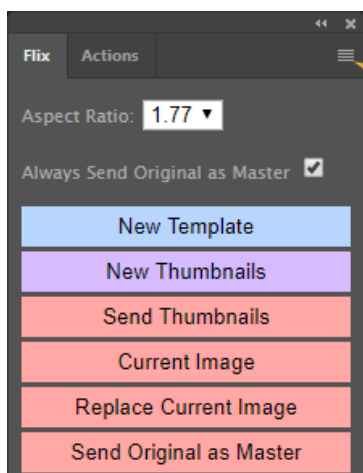 Flix Actions
Aspect Ratio: 1.77
Always Send Original as Master
New Template
New Thumbnails
Send Thumbnails
Current Image
Replace Current Image
Send Original as Master